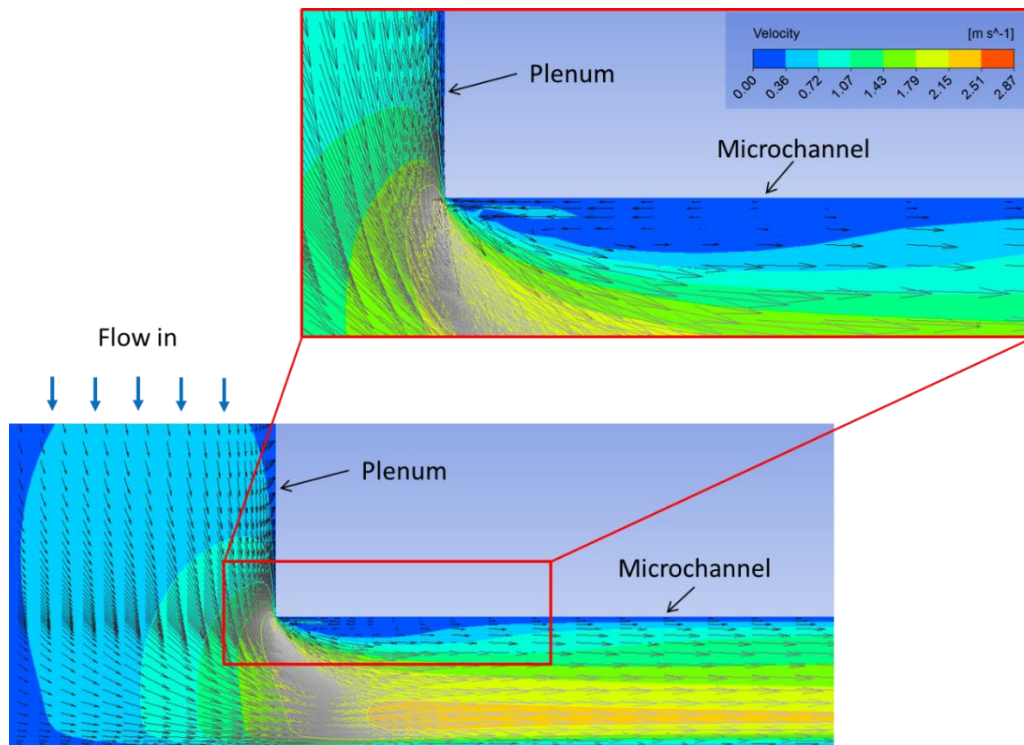 Velocity [m s^-1]
0.00 0.36 0.72 1.07 1.43 1.79 2.15 2.51 2.87
Plenum
Microchannel
Flow in
Plenum
Microchannel